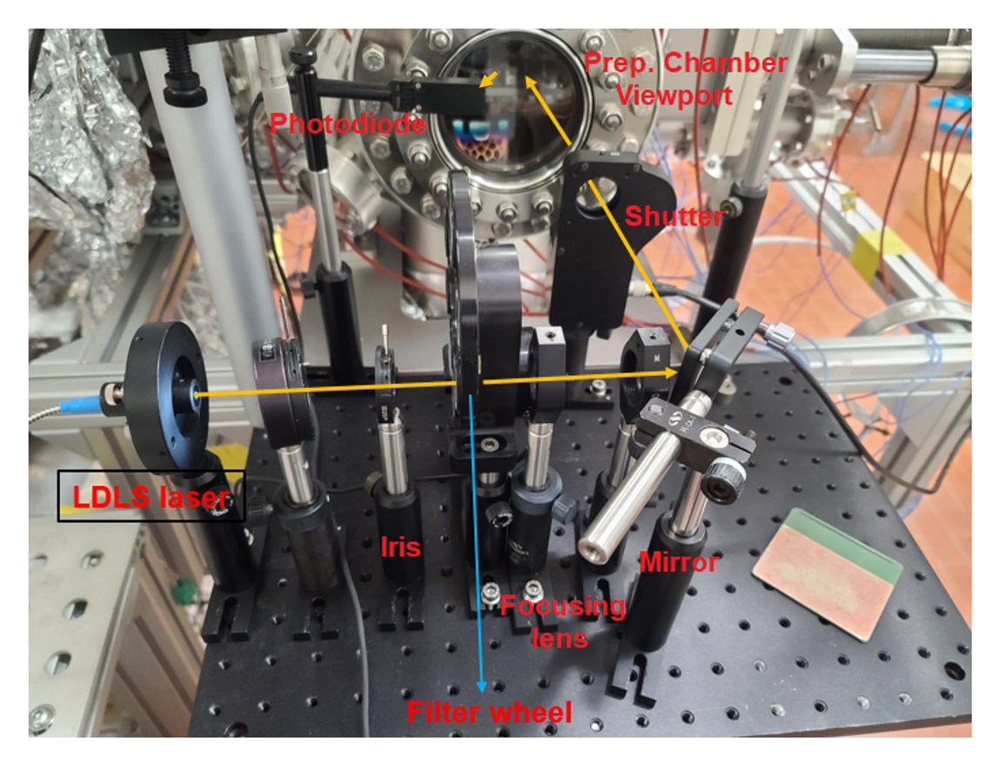 Prep. Chamber
Viewport
Photodiode
Shutter
LDLS laser
Iris
Mirror
Focusing
lens
Filter wheel